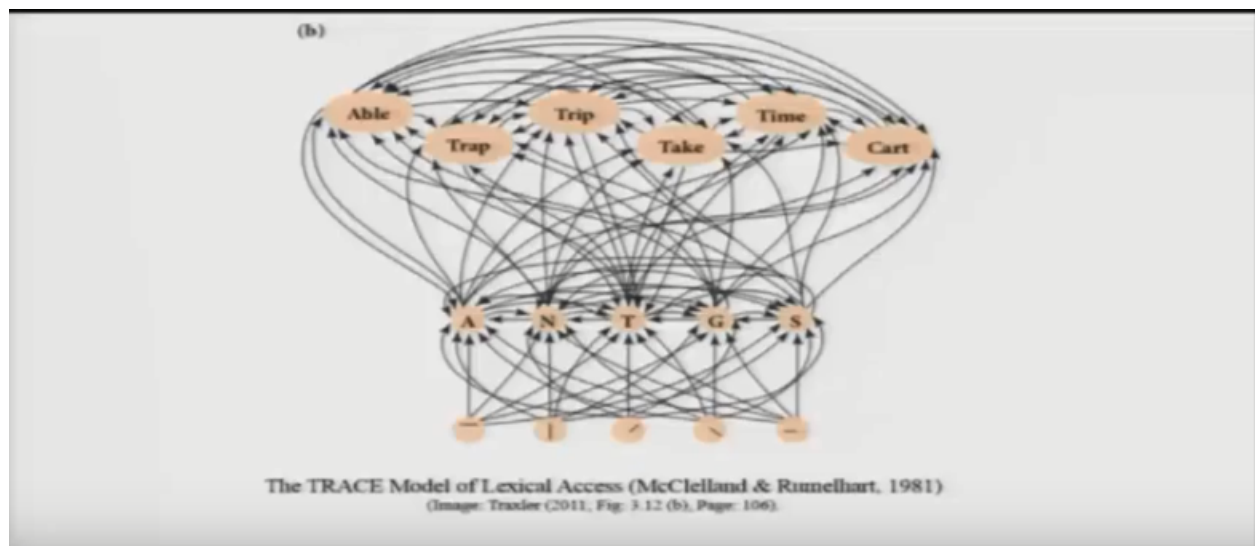 (b)
Able
Trip
Time
Trap
Take
Cart
A N T G S
The TRACE Model of Lexical Access (McClelland & Rumelhart, 1981)
(Image: Traxler (2011; Fig: 3.12 (b), Page: 106).